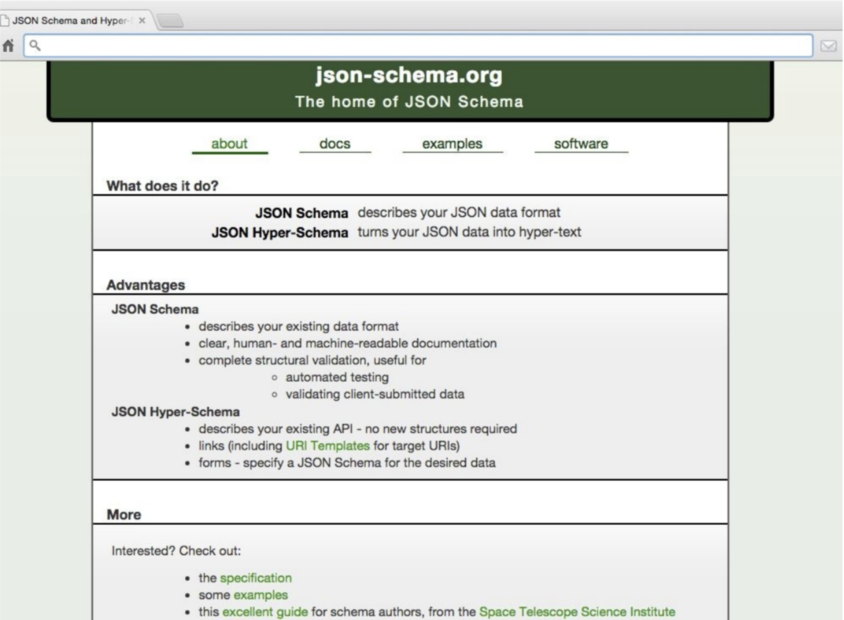 JSON Schema and Hyper-
json-schema.org
The home of JSON Schema
about docs examples software
What does it do?
JSON Schema describes your JSON data format
JSON Hyper-Schema turns your JSON data into hyper-text
Advantages
JSON Schema
• describes your existing data format
• clear, human- and machine-readable documentation
• complete structural validation, useful for
◦ automated testing
◦ validating client-submitted data
JSON Hyper-Schema
• describes your existing API - no new structures required
• links (including URI Templates for target URIs)
• forms - specify a JSON Schema for the desired data
More
Interested? Check out:
• the specification
• some examples
• this excellent guide for schema authors, from the Space Telescope Science Institute